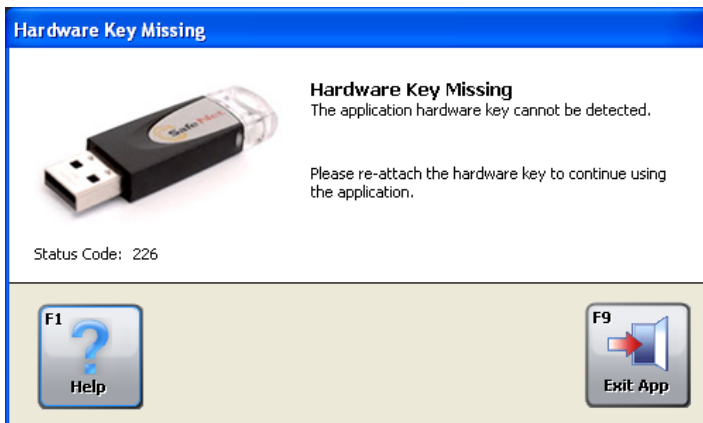 Hardware Key Missing
SafeNet
Hardware Key Missing
The application hardware key cannot be detected.
Please re-attach the hardware key to continue using
the application.
Status Code: 226
F1
Help
F9
Exit App